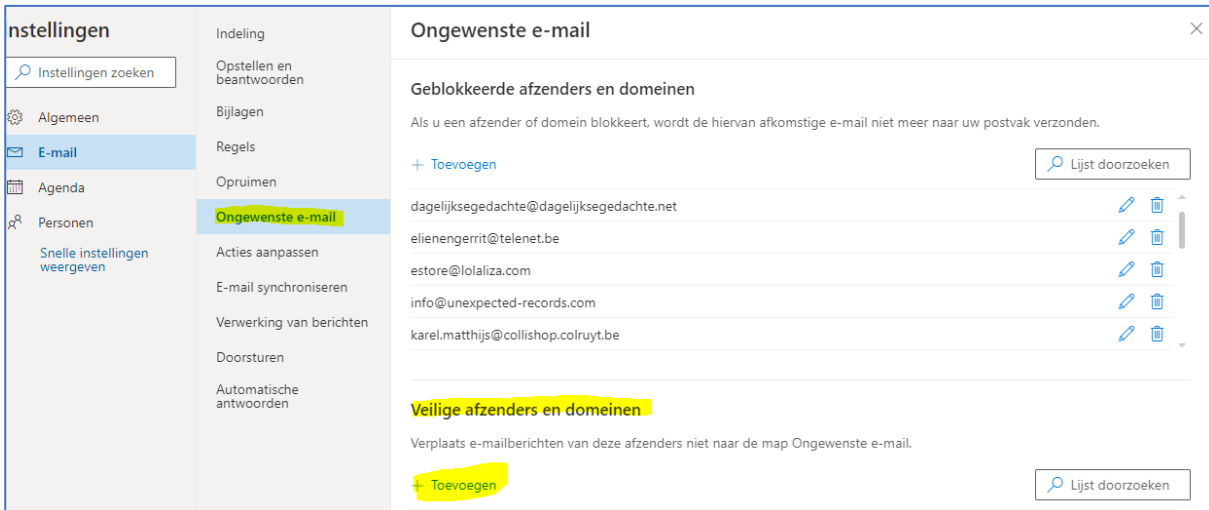 nstellingen
Instellingen zoeken
Algemeen
E-mail
Agenda
Personen
Snelle instellingen
weergeven
Indeling
Opstellen en
beantwoorden
Bijlagen
Regels
Opruimen
Ongewenste e-mail
Acties aanpassen
E-mail synchroniseren
Verwerking van berichten
Doorsturen
Automatische
antwoorden
Ongewenste e-mail
Geblokkeerde afzenders en domeinen
Als u een afzender of domein blokkeert, wordt de hiervan afkomstige e-mail niet meer naar uw postvak verzonden.
+ Toevoegen
Lijst doorzoeken
dagelijksegedachte@dagelijksegedachte.net
elienengerrit@telenet.be
estore@lolaliza.com
info@unexpected-records.com
karel.matthijs@collishop.colruyt.be
Veilige afzenders en domeinen
Verplaats e-mailberichten van deze afzenders niet naar de map Ongewenste e-mail.
+ Toevoegen
Lijst doorzoeken